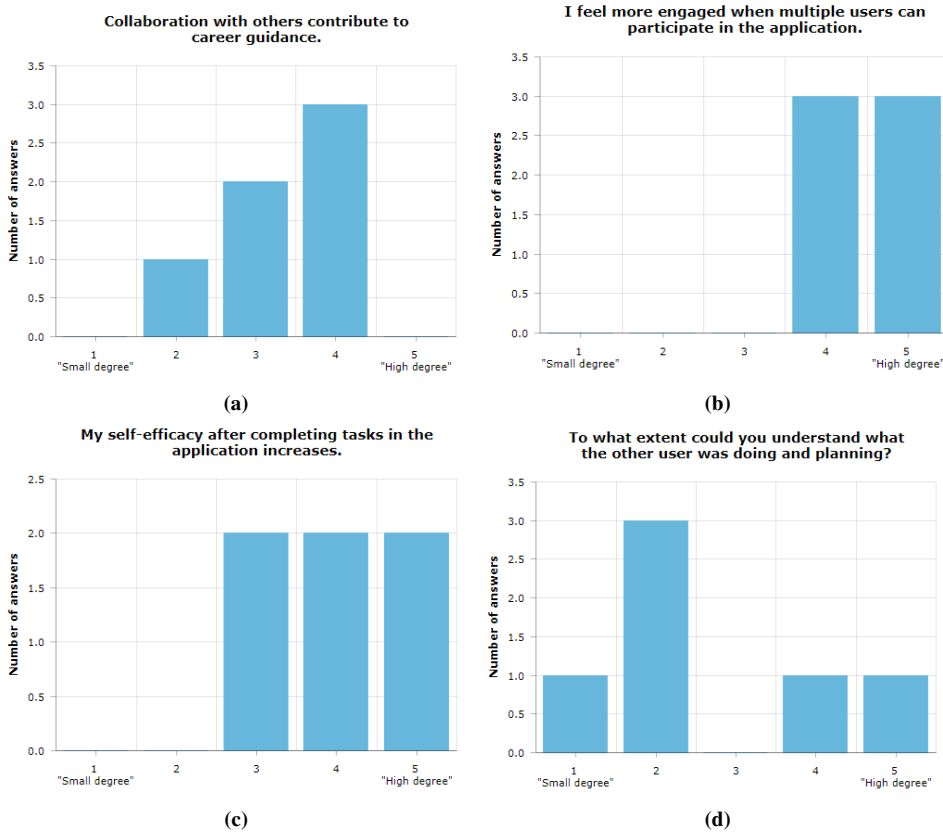 Collaboration with others contribute to
career guidance.
3.5
3.0
2.5
2.0
1.5
1.0
0.5
0.0
Number of answers
1
2
3
4
5
"Small degree"
"High degree"
(a)
I feel more engaged when multiple users can
participate in the application.
3.5
3.0
2.5
2.0
1.5
1.0
0.5
0.0
Number of answers
1
2
3
4
5
"Small degree"
"High degree"
(b)
My self-efficacy after completing tasks in the
application increases.
2.5
2.0
1.5
1.0
0.5
0.0
Number of answers
1
2
3
4
5
"Small degree"
"High degree"
(c)
To what extent could you understand what
the other user was doing and planning?
3.5
3.0
2.5
2.0
1.5
1.0
0.5
0.0
Number of answers
1
2
3
4
5
"Small degree"
"High degree"
(d)